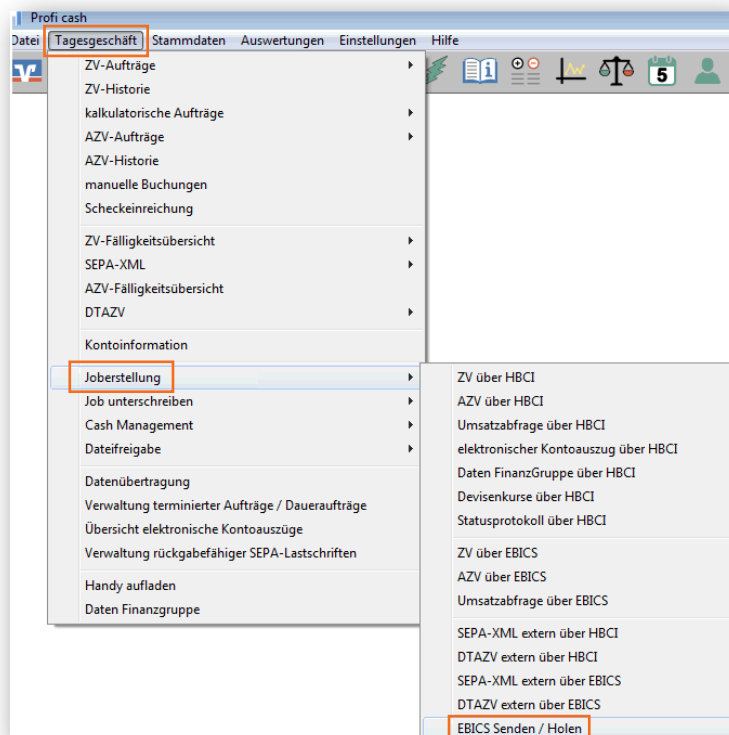 Profi cash
Datei Tagesgeschäft Stammdaten Auswertungen Einstellungen Hilfe
5
ZV-Aufträge
ZV-Historie
kalkulatorische Aufträge
AZV-Aufträge
AZV-Historie
manuelle Buchungen
Scheckeinreichung
ZV-Fälligkeitsübersicht
SEPA-XML
AZV-Fälligkeitsübersicht
DTAZV
Kontoinformation
Joberstellung
Job unterschreiben
Cash Management
Dateifreigabe
Datenübertragung
Verwaltung terminierter Aufträge / Daueraufträge
Übersicht elektronische Kontoauszüge
Verwaltung rückgabefähiger SEPA-Lastschriften
Handy aufladen
Daten Finanzgruppe
ZV über HBCI
AZV über HBCI
Umsatzabfrage über HBCI
elektronischer Kontoauszug über HBCI
Daten FinanzGruppe über HBCI
Devisenkurse über HBCI
Statusprotokoll über HBCI
ZV über EBICS
AZV über EBICS
Umsatzabfrage über EBICS
SEPA-XML extern über HBCI
DTAZV extern über HBCI
SEPA-XML extern über EBICS
DTAZV extern über EBICS
EBICS Senden / Holen